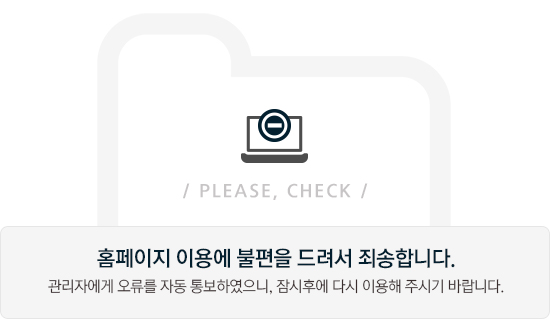 / PLEASE, CHECK /
홈페이지 이용에 불편을 드려서 죄송합니다.
관리자에게 오류를 자동 통보하였으니, 잠시후에 다시 이용해 주시기 바랍니다.